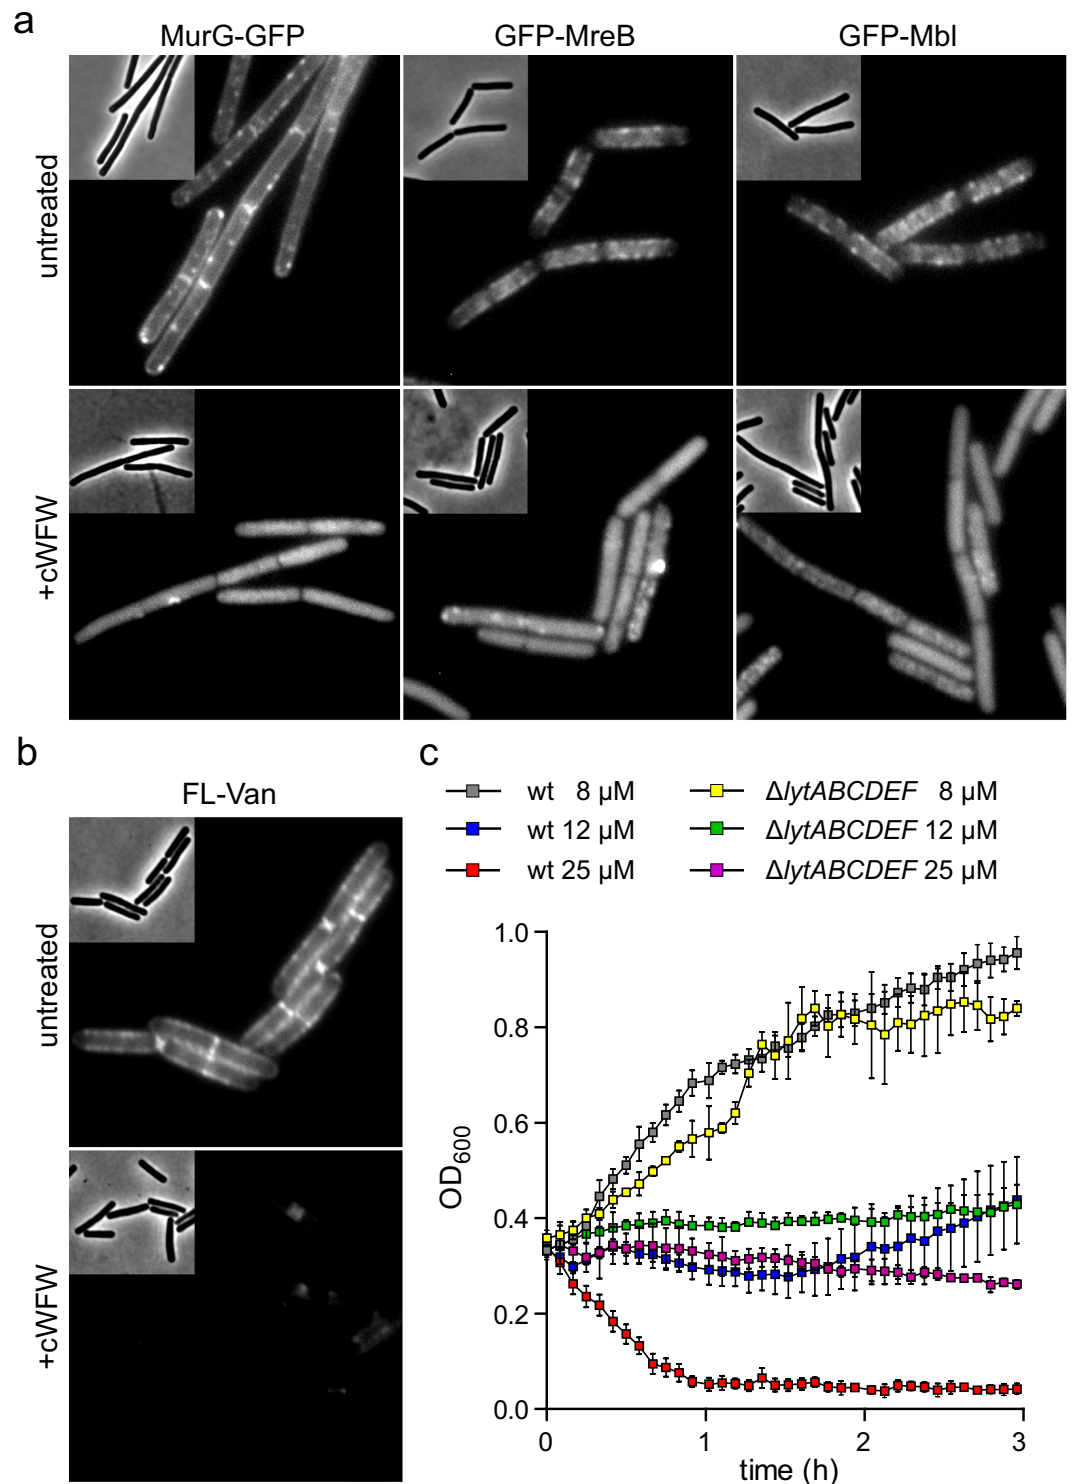 a
MurG-GFP GFP-MreB GFP-Mbl
untreated
+cWFW
b
FL-Van
untreated
+cWFW
c
wt 8 µM
wt 12 µM
wt 25 µM
ΔlytABCDEF 8 µM
ΔlytABCDEF 12 µM
ΔlytABCDEF 25 µM
OD600
1.0
0.8
0.6
0.4
0.2
0.0
0 1 2 3
time (h)